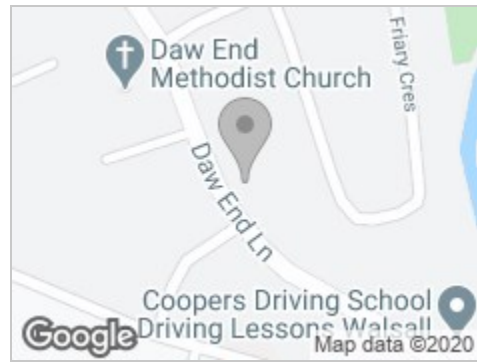 Daw End
Methodist Church
Friary Cres
Daw End Ln
Coopers Driving School
Driving Lessons Walsall
Google
Map data ©2020